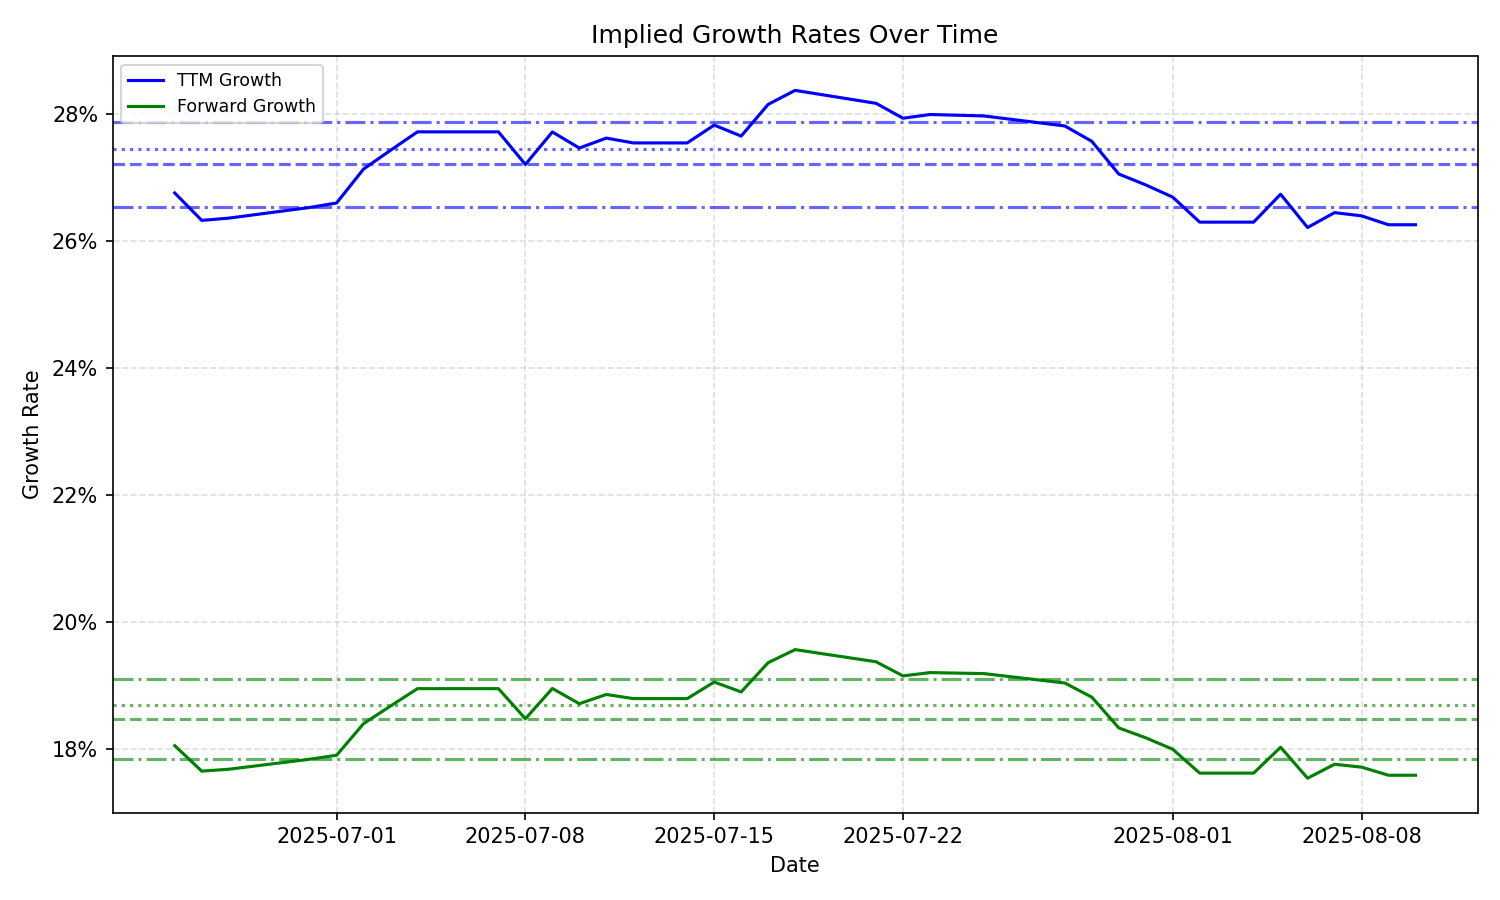 Implied Growth Rates Over Time
TTM Growth
Forward Growth
28%
26%
24%
22%
20%
18%
Growth Rate
2025-07-01
2025-07-08
2025-07-15
2025-07-22
2025-08-01
2025-08-08
Date